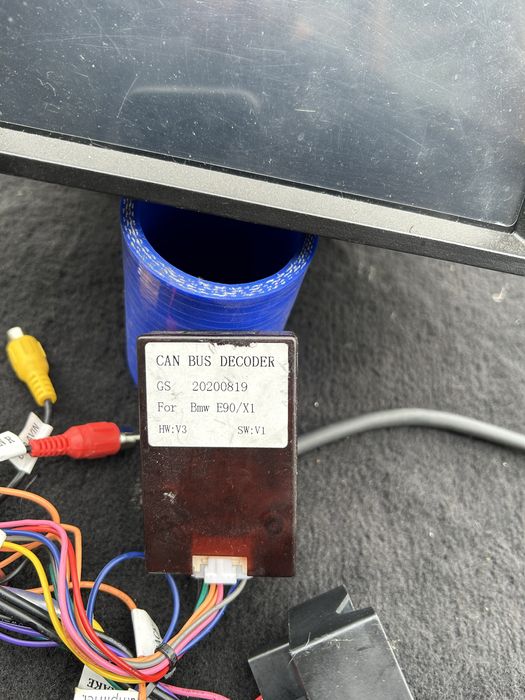 CAN BUS DECODER
GS 20200819
For Bmw E90/X1
HW:V3 SW:V1